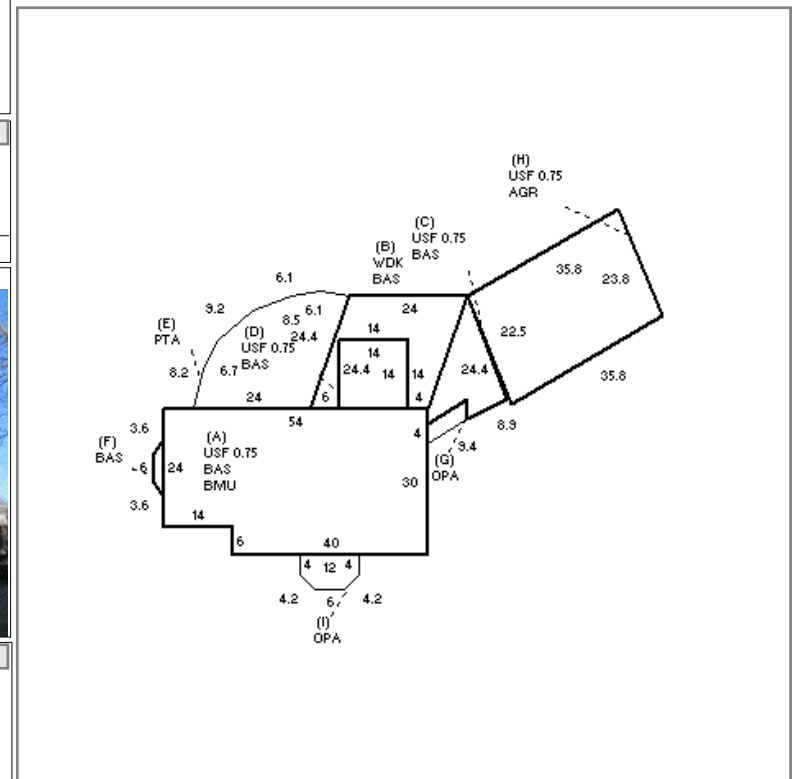 (H)
USF 0.75
AGR
(C)
USF 0.75
BAS
(B)
WDK
BAS
35.8
23.8
6.1
9.2
8.5
6.1
24
14
22.5
(E)
PTA
(D)
USF 0.75
BAS
24.4
14
8.2
6.7
24.4
14
14
24.4
35.8
24
6
4
54
4
8.9
9.4
(G)
OPA
3.6
(F)
BAS
6
24
(A)
USF 0.75
BAS
BMU
30
3.6
14
6
40
4
12
4
4.2
6
4.2
(I)
OPA